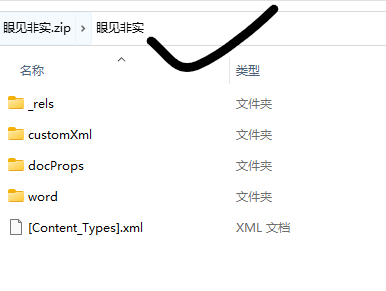 眼见非实.zip > 眼见非实
名称 类型
_rels 文件夹
customXml 文件夹
docProps 文件夹
word 文件夹
[Content_Types].xml XML 文档